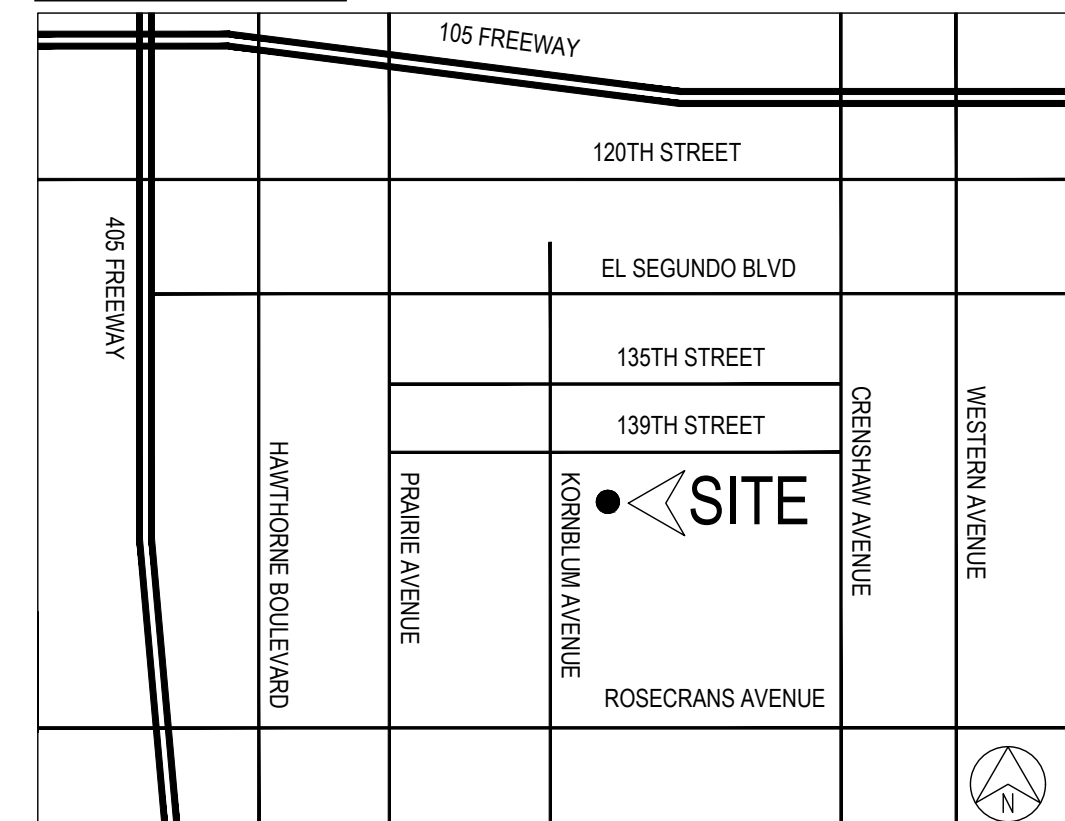 105 FREEWAY
120TH STREET
405 FREEWAY
EL SEGUNDO BLVD
135TH STREET
139TH STREET
HAWTHORNE BOULEVARD
PRAIRIE AVENUE
KORNBLUM AVENUE
SITE
CRENSHAW AVENUE
WESTERN AVENUE
ROSECRANS AVENUE
N